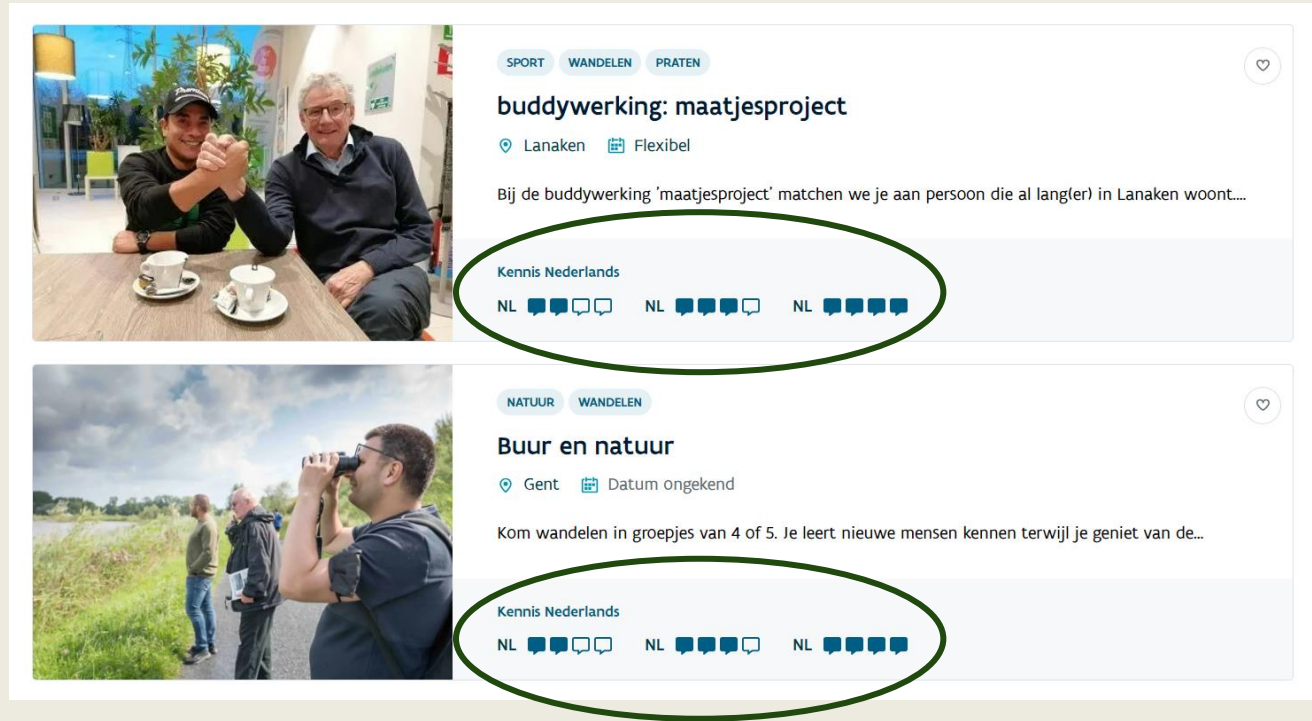 SPORT WANDELEN PRATEN
buddywerking: maatjesproject
Lanaken Flexibel
Bij de buddywerking 'maatjesproject' matchen we je aan persoon die al lang(er) in Lanaken woont....
Kennis Nederlands
NL NL NL
NATUUR WANDELEN
Buur en natuur
Gent Datum ongekend
Kom wandelen in groepjes van 4 of 5. Je leert nieuwe mensen kennen terwijl je geniet van de...
Kennis Nederlands
NL NL NL